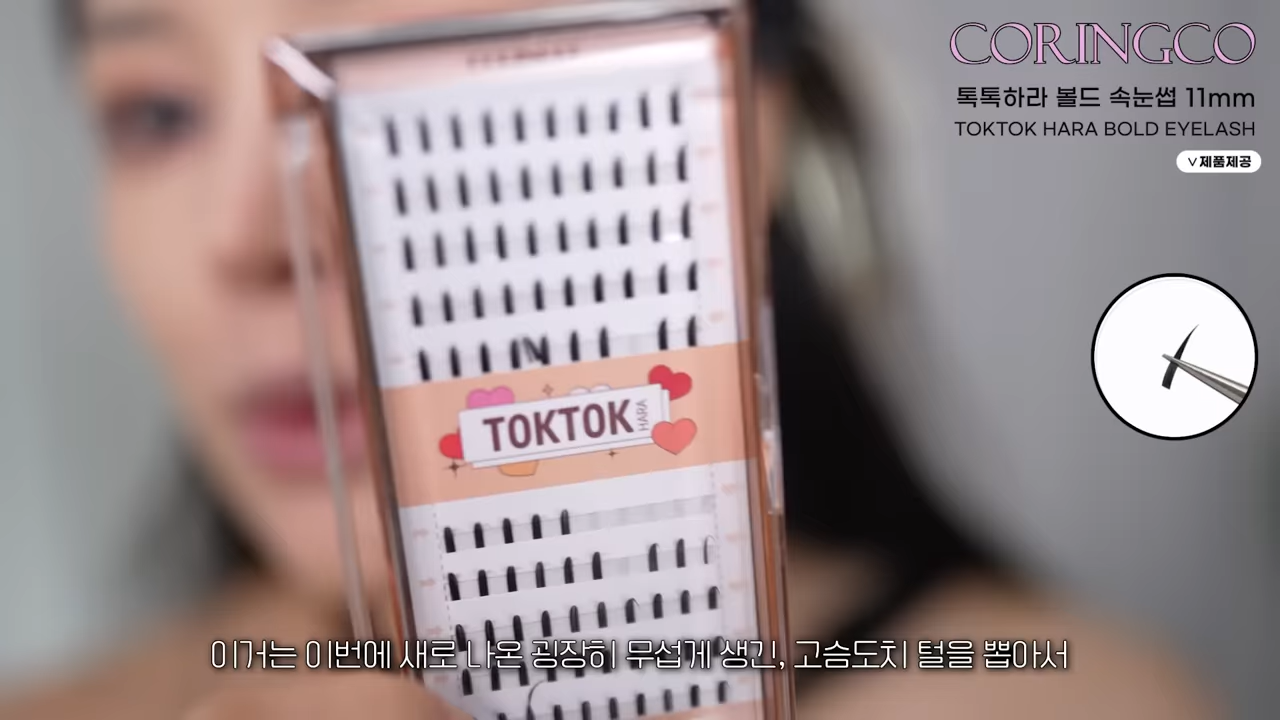 CORINGCO
톡톡하라 볼드 속눈썹 11mm
TOKTOK HARA BOLD EYELASH
∨제품제공
TOKTOK
HARA
이거는 이번에 새로 나온 굉장히 무섭게 생긴, 고슴도치 털을 뽑아서